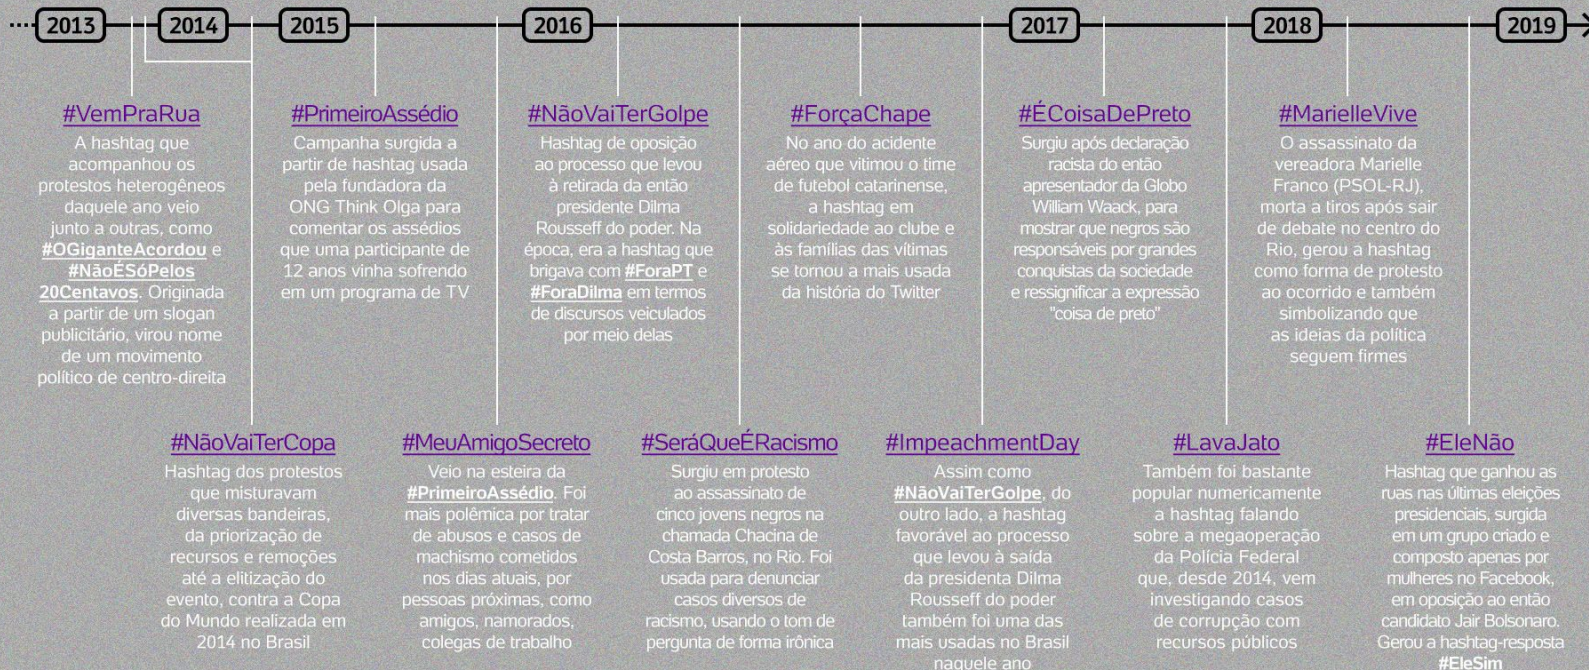 2013
2014
2015
2016
2017
2018
2019
#VemPraRua
A hashtag que
acompanhou os
protestos heterogêneos
daquele ano veio
junto a outras, como
#OGiganteAcordou e
#NãoÉSóPelos
20Centavos. Originada
a partir de um slogan
publicitário, virou nome
de um movimento
político de centro-direita
#PrimeiroAssédio
Campanha surgida a
partir de hashtag usada
pela fundadora da
ONG Think Olga para
comentar os assédios
que uma participante de
12 anos vinha sofrendo
em um programa de TV
#NãoVaiTerGolpe
Hashtag de oposição
ao processo que levou
à retirada da então
presidente Dilma
Rousseff do poder. Na
época, era a hashtag que
brigava com #ForaPT e
#ForaDilma em termos
de discursos veiculados
por meio delas
#ForçaChape
No ano do acidente
aéreo que vitimou o time
de futebol catarinense,
a hashtag em
solidariedade ao clube e
às famílias das vítimas
se tornou a mais usada
da história do Twitter
#ÉCoisaDePreto
Surgiu após declaração
racista do então
apresentador da Globo
William Waack, para
mostrar que negros são
responsáveis por grandes
conquistas da sociedade
e ressignificar a expressão
"coisa de preto"
#MarielleVive
O assassinato da
vereadora Marielle
Franco (PSOL-RJ),
morta a tiros após sair
de debate no centro do
Rio, gerou a hashtag
como forma de protesto
ao ocorrido e também
simbolizando que
as ideias da política
seguem firmes
#NãoVaiTerCopa
Hashtag dos protestos
que misturavam
diversas bandeiras,
da priorização de
recursos e remoções
até a elitização do
evento, contra a Copa
do Mundo realizada em
2014 no Brasil
#MeuAmigoSecreto
Veio na esteira da
#PrimeiroAssédio. Foi
mais polêmica por tratar
de abusos e casos de
machismo cometidos
nos dias atuais, por
pessoas próximas, como
amigos, namorados,
colegas de trabalho
#SeráQueÉRacismo
Surgiu em protesto
ao assassinato de
cinco jovens negros na
chamada Chacina de
Costa Barros, no Rio. Foi
usada para denunciar
casos diversos de
racismo, usando o tom de
pergunta de forma irônica
#ImpeachmentDay
Assim como
#NãoVaiTerGolpe, do
outro lado, a hashtag
favorável ao processo
que levou à saída
da presidenta Dilma
Rousseff do poder
também foi uma das
mais usadas no Brasil
naquele ano
#LavaJato
Também foi bastante
popular numericamente
a hashtag falando
sobre a megaoperação
da Polícia Federal
que, desde 2014, vem
investigando casos
de corrupção com
recursos públicos
#EleNão
Hashtag que ganhou as
ruas nas últimas eleições
presidenciais, surgida
em um grupo criado e
composto apenas por
mulheres no Facebook,
em oposição ao então
candidato Jair Bolsonaro.
Gerou a hashtag-resposta
#EleSim